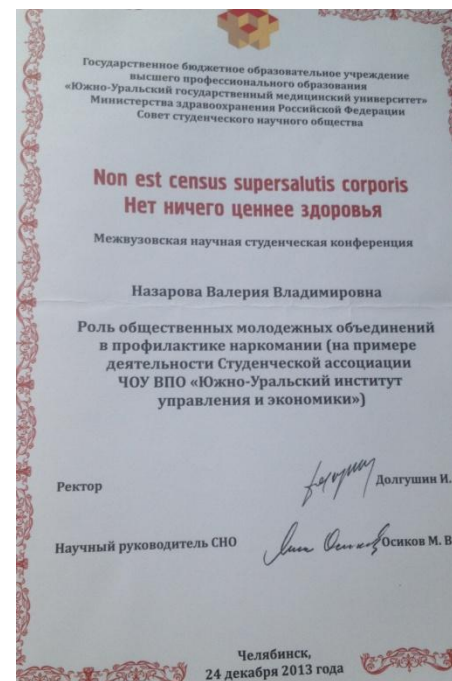 Государственное бюджетное образовательное учреждение
высшего профессионального образования
«Южно-Уральский государственный медицинский университет»
Министерства здравоохранения Российской Федерации
Совет студенческого научного общества
Non est census supersalutis corporis
Нет ничего ценнее здоровья
Межвузовская научная студенческая конференция
Назарова Валерия Владимировна
Роль общественных молодежных объединений
в профилактике наркомании (на примере
деятельности Студенческой ассоциации
ЧОУ ВПО «Южно-Уральский институт
управления и экономики»)
Ректор Долгушин И.
Научный руководитель СНО Осиков М. В
Челябинск,
24 декабря 2013 года